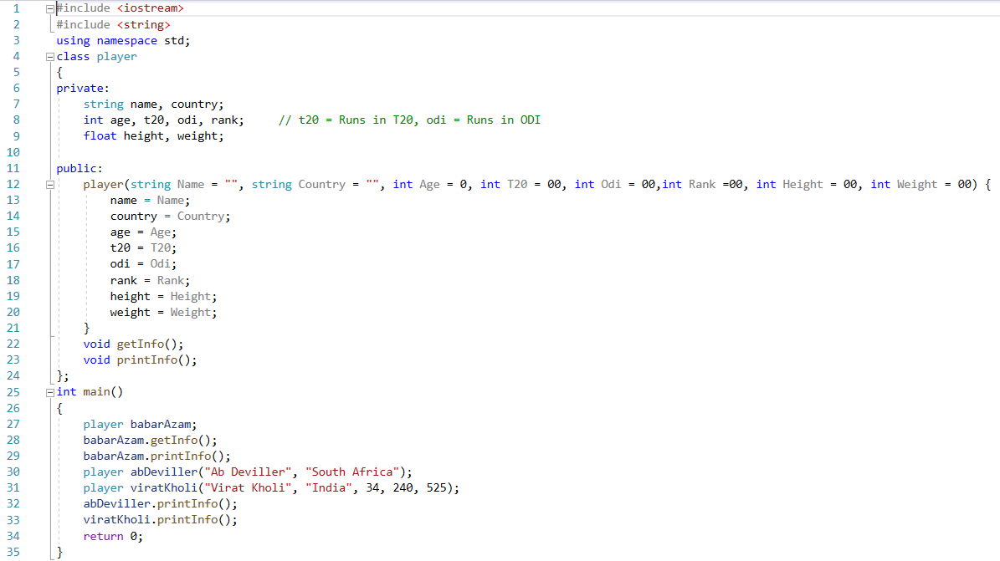 1 #include <iostream>
2 #include <string>
3 using namespace std;
4 class player
5 {
6 private:
7     string name, country;
8     int age, t20, odi, rank;     // t20 = Runs in T20, odi = Runs in ODI
9     float height, weight;
10
11 public:
12     player(string Name = "", string Country = "", int Age = 0, int T20 = 00, int Odi = 00,int Rank =00, int Height = 00, int Weight = 00) {
13         name = Name;
14         country = Country;
15         age = Age;
16         t20 = T20;
17         odi = Odi;
18         rank = Rank;
19         height = Height;
20         weight = Weight;
21     }
22     void getInfo();
23     void printInfo();
24 };
25 int main()
26 {
27     player babarAzam;
28     babarAzam.getInfo();
29     babarAzam.printInfo();
30     player abDeviller("Ab Deviller", "South Africa");
31     player viratKholi("Virat Kholi", "India", 34, 240, 525);
32     abDeviller.printInfo();
33     viratKholi.printInfo();
34     return 0;
35 }